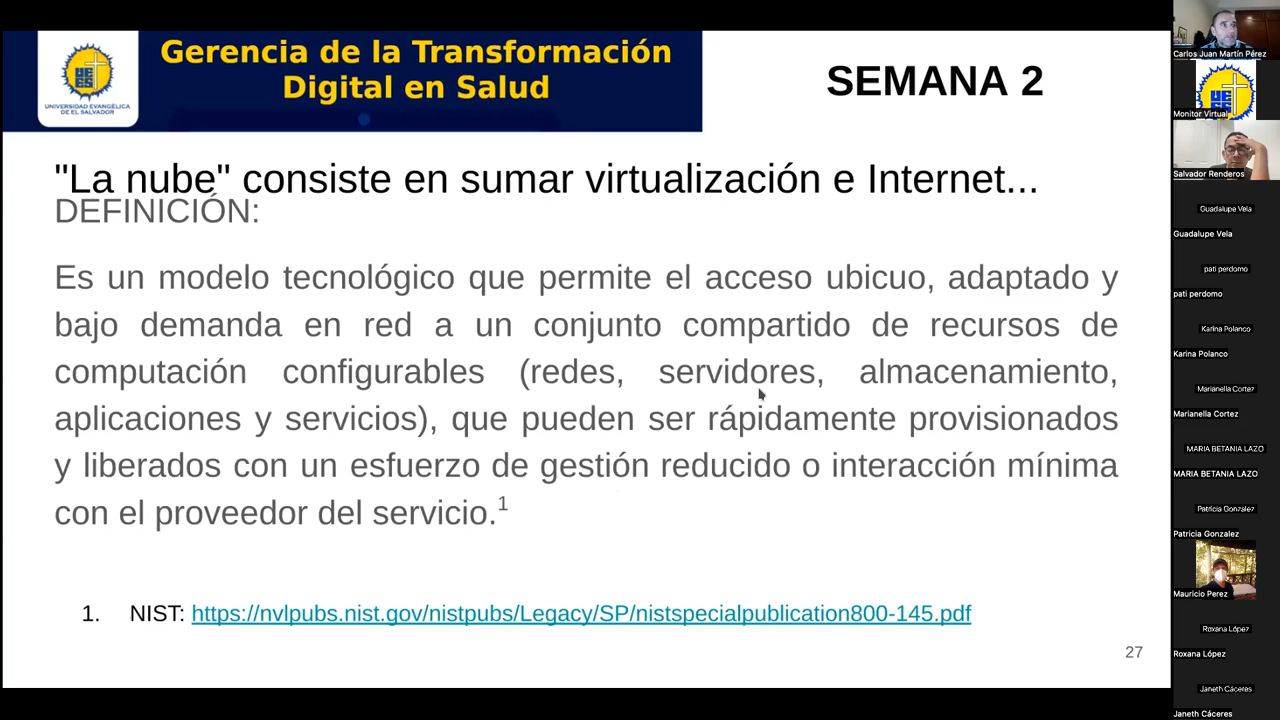 UNIVERSIDAD EVANGÉLICA
DE EL SALVADOR
Gerencia de la Transformación
Digital en Salud
SEMANA 2
"La nube" consiste en sumar virtualización e Internet...
DEFINICIÓN:
Es un modelo tecnológico que permite el acceso ubicuo, adaptado y
bajo demanda en red a un conjunto compartido de recursos de
computación configurables (redes, servidores, almacenamiento,
aplicaciones y servicios), que pueden ser rápidamente provisionados
y liberados con un esfuerzo de gestión reducido o interacción mínima
con el proveedor del servicio.1
1. NIST: https://nvlpubs.nist.gov/nistpubs/Legacy/SP/nistspecialpublication800-145.pdf
27
Carlos Juan Martín Pérez
Monitor Virtual
Salvador Renderos
Guadalupe Vela
Guadalupe Vela
pati perdomo
pati perdomo
Karina Polanco
Karina Polanco
Marianella Cortez
Marianella Cortez
MARIA BETANIA LAZO
MARIA BETANIA LAZO
Patricia Gonzalez
Patricia Gonzalez
Mauricio Perez
Roxana López
Roxana López
Janeth Cáceres
Janeth Cáceres